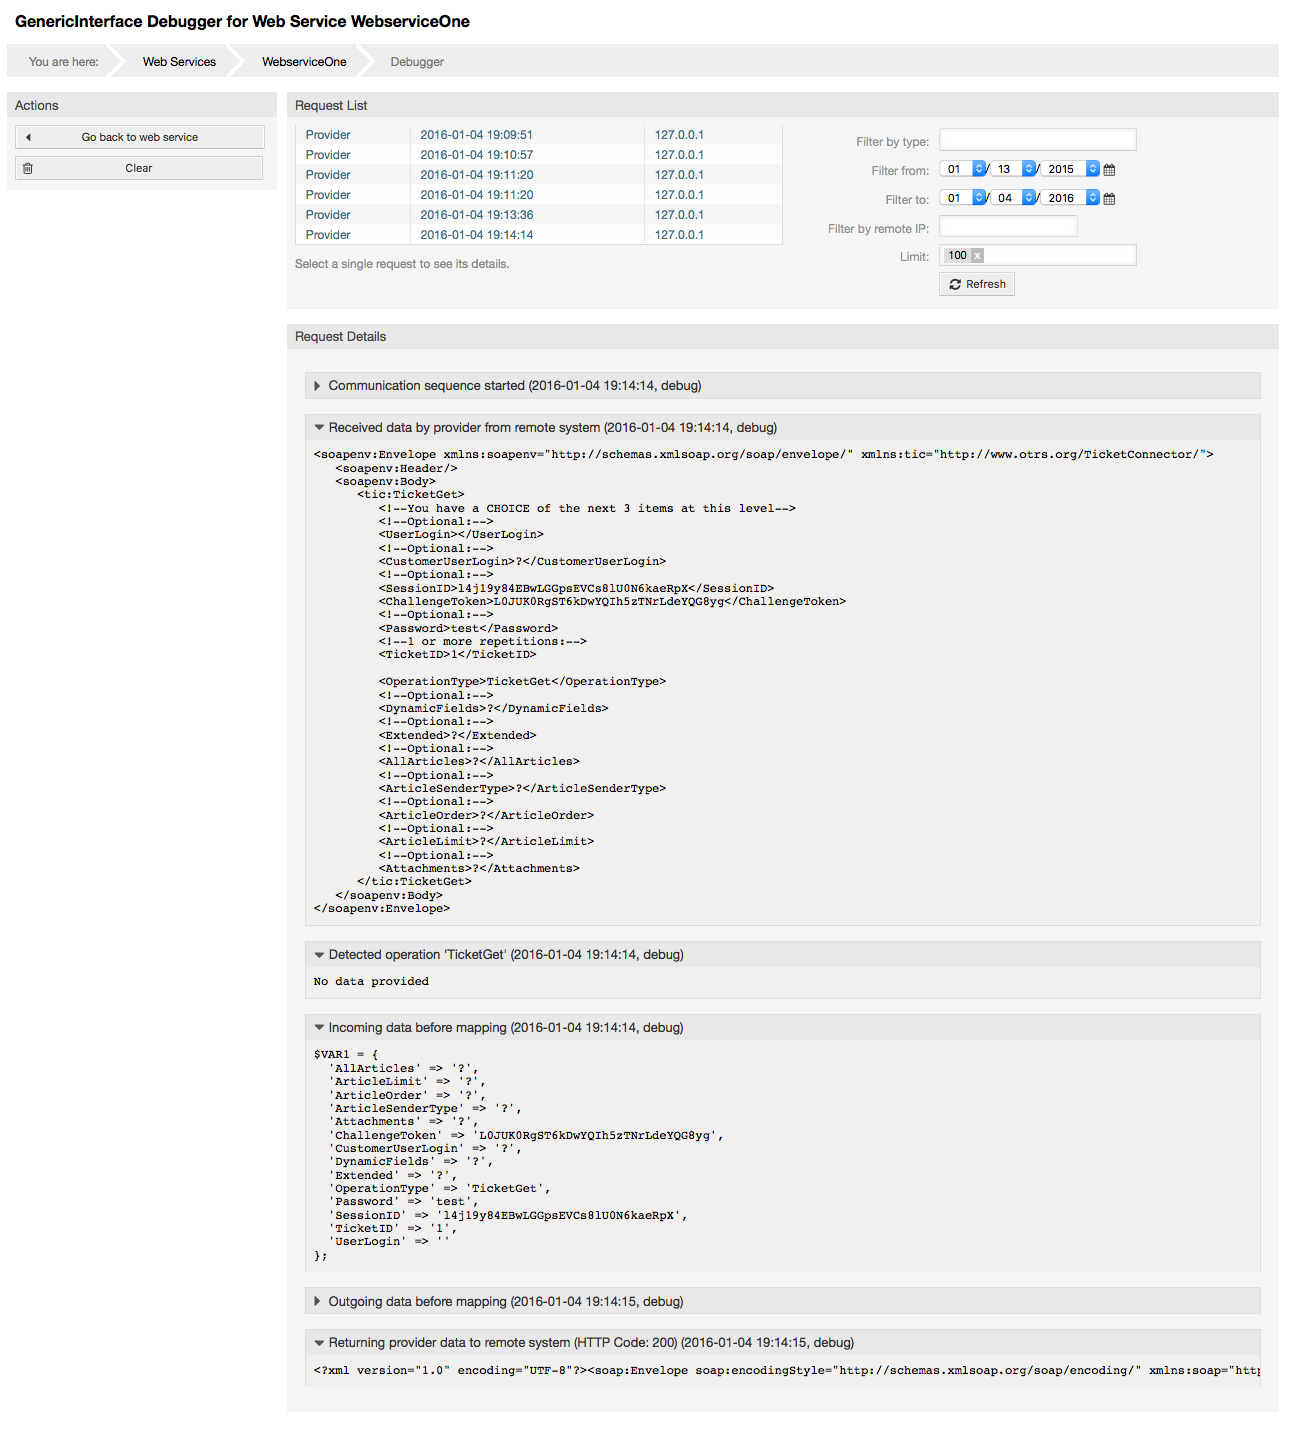 GenericInterface Debugger for Web Service WebserviceOne
You are here: Web Services WebserviceOne Debugger
Actions
Go back to web service
Clear
Request List
Provider 2016-01-04 19:09:51 127.0.0.1
Provider 2016-01-04 19:10:57 127.0.0.1
Provider 2016-01-04 19:11:20 127.0.0.1
Provider 2016-01-04 19:11:20 127.0.0.1
Provider 2016-01-04 19:13:36 127.0.0.1
Provider 2016-01-04 19:14:14 127.0.0.1
Select a single request to see its details.
Filter by type:
Filter from: 01 / 13 / 2015
Filter to: 01 / 04 / 2016
Filter by remote IP:
Limit: 100 x
Refresh
Request Details
Communication sequence started (2016-01-04 19:14:14, debug)
Received data by provider from remote system (2016-01-04 19:14:14, debug)
<soapenv:Envelope xmlns:soapenv="http://schemas.xmlsoap.org/soap/envelope/" xmlns:tic="http://www.otrs.org/TicketConnector/">
<soapenv:Header/>
<soapenv:Body>
<tic:TicketGet>
<!--You have a CHOICE of the next 3 items at this level-->
<!--Optional:-->
<UserLogin></UserLogin>
<!--Optional:-->
<CustomerUserLogin>?</CustomerUserLogin>
<!--Optional:-->
<SessionID>l4j19y84EBwLGGpsEVCs8lU0N6kaeRpX</SessionID>
<ChallengeToken>L0JUK0RgST6kDwYQIh5zTNrLdeYQG8yg</ChallengeToken>
<!--Optional:-->
<Password>test</Password>
<!--1 or more repetitions:-->
<TicketID>1</TicketID>
<OperationType>TicketGet</OperationType>
<!--Optional:-->
<DynamicFields>?</DynamicFields>
<!--Optional:-->
<Extended>?</Extended>
<!--Optional:-->
<AllArticles>?</AllArticles>
<!--Optional:-->
<ArticleSenderType>?</ArticleSenderType>
<!--Optional:-->
<ArticleOrder>?</ArticleOrder>
<!--Optional:-->
<ArticleLimit>?</ArticleLimit>
<!--Optional:-->
<Attachments>?</Attachments>
</tic:TicketGet>
</soapenv:Body>
</soapenv:Envelope>
Detected operation 'TicketGet' (2016-01-04 19:14:14, debug)
No data provided
Incoming data before mapping (2016-01-04 19:14:14, debug)
$VAR1 = {
'AllArticles' => '?',
'ArticleLimit' => '?',
'ArticleOrder' => '?',
'ArticleSenderType' => '?',
'Attachments' => '?',
'ChallengeToken' => 'L0JUK0RgST6kDwYQIh5zTNrLdeYQG8yg',
'CustomerUserLogin' => '?',
'DynamicFields' => '?',
'Extended' => '?',
'OperationType' => 'TicketGet',
'Password' => 'test',
'SessionID' => 'l4j19y84EBwLGGpsEVCs8lU0N6kaeRpX',
'TicketID' => '1',
'UserLogin' => ''
};
Outgoing data before mapping (2016-01-04 19:14:15, debug)
Returning provider data to remote system (HTTP Code: 200) (2016-01-04 19:14:15, debug)
<?xml version="1.0" encoding="UTF-8"?><soap:Envelope soap:encodingStyle="http://schemas.xmlsoap.org/soap/encoding/" xmlns:soap="http